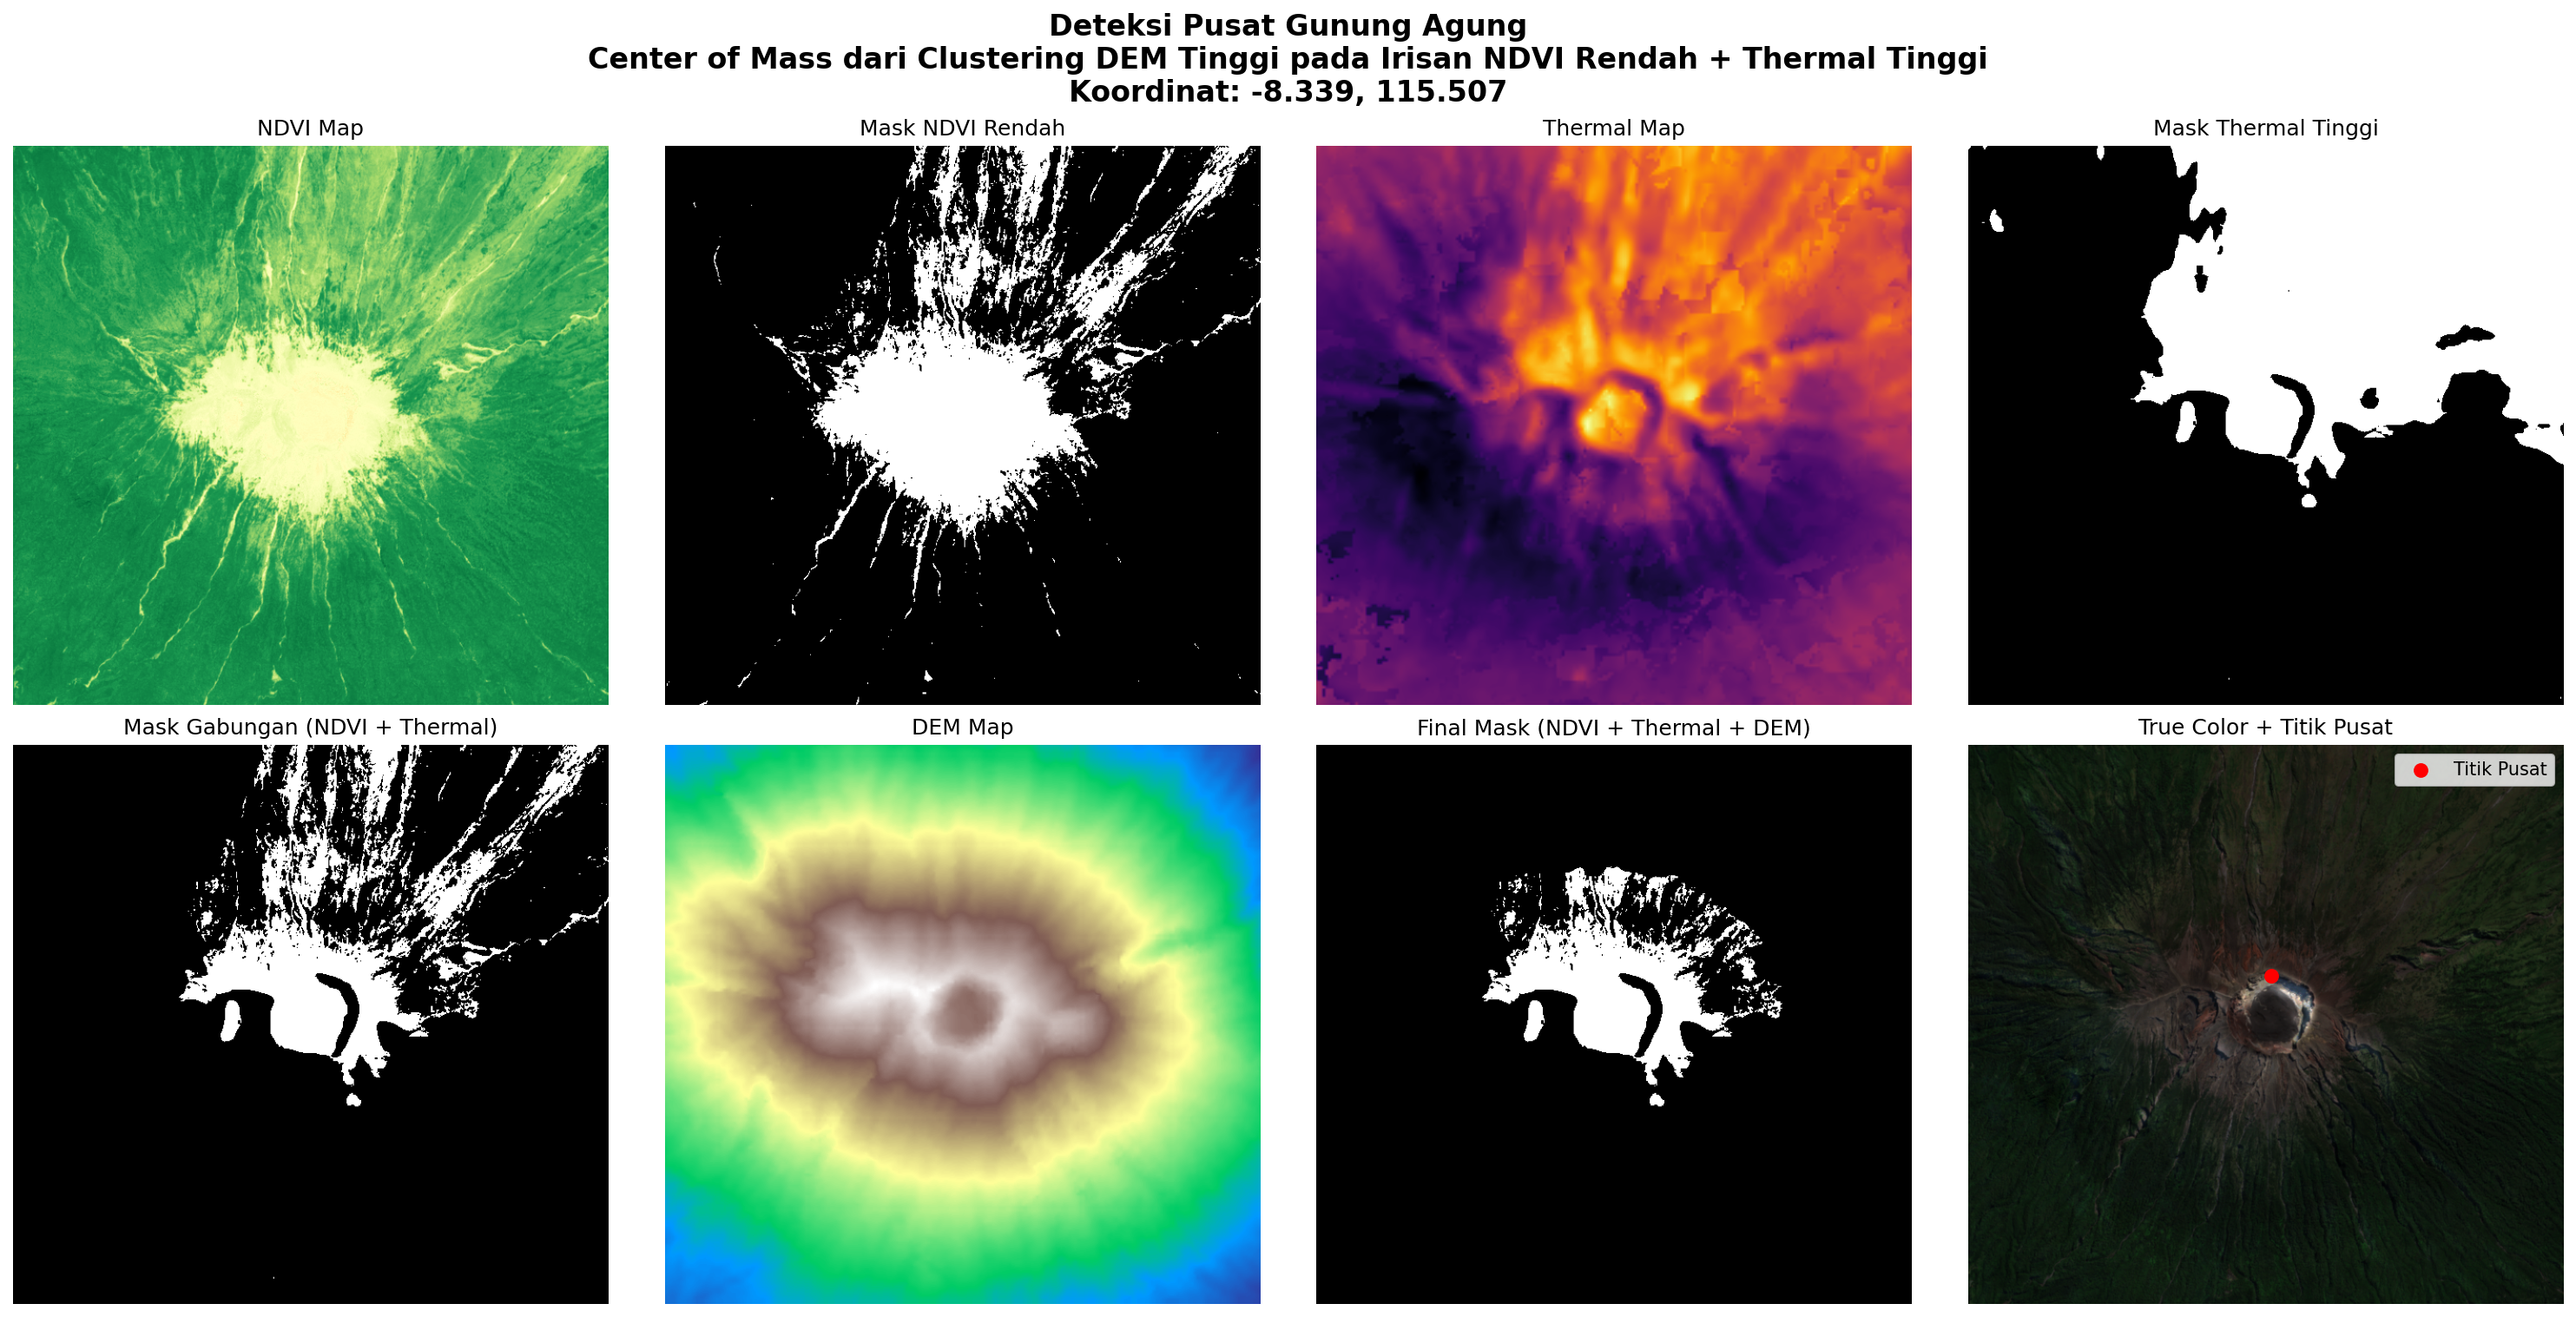 Deteksi Pusat Gunung Agung
Center of Mass dari Clustering DEM Tinggi pada Irisan NDVI Rendah + Thermal Tinggi
Koordinat: -8.339, 115.507
NDVI Map
Mask NDVI Rendah
Thermal Map
Mask Thermal Tinggi
Mask Gabungan (NDVI + Thermal)
DEM Map
Final Mask (NDVI + Thermal + DEM)
True Color + Titik Pusat
Titik Pusat